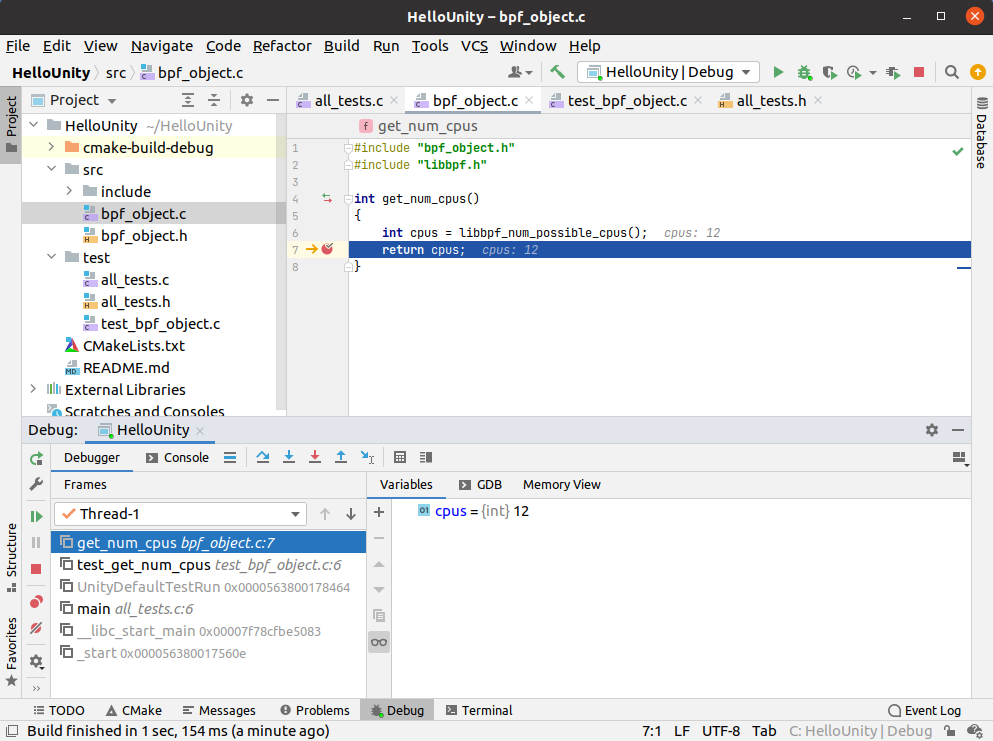 HelloUnity – bpf_object.c
File Edit View Navigate Code Refactor Build Run Tools VCS Window Help
HelloUnity src bpf_object.c HelloUnity | Debug
Project all_tests.c bpf_object.c test_bpf_object.c all_tests.h
Project
Database
HelloUnity ~/HelloUnity
cmake-build-debug
src
include
bpf_object.c
bpf_object.h
test
all_tests.c
all_tests.h
test_bpf_object.c
CMakeLists.txt
README.md
External Libraries
Scratches and Consoles
f get_num_cpus
1 #include "bpf_object.h"
2 #include "libbpf.h"
3
4 int get_num_cpus()
5 {
6 int cpus = libbpf_num_possible_cpus(); cpus: 12
7 return cpus; cpus: 12
8 }
Debug: HelloUnity
Debugger Console
Frames Variables GDB Memory View
Thread-1
get_num_cpus bpf_object.c:7
test_get_num_cpus test_bpf_object.c:6
UnityDefaultTestRun 0x0000563800178464
main all_tests.c:6
__libc_start_main 0x00007f78cfbe5083
_start 0x000056380017560e
01 cpus = {int} 12
Structure
Favorites
TODO CMake Messages Problems Debug Terminal Event Log
Build finished in 1 sec, 154 ms (a minute ago) 7:1 LF UTF-8 Tab C: HelloUnity | Debug